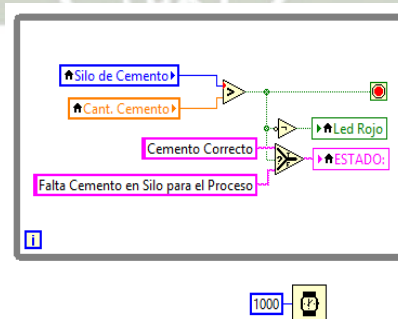 Silo de Cemento
>
Cant. Cemento
Led Rojo
Cemento Correcto
?
ESTADO:
Falta Cemento en Silo para el Proceso
i
1000